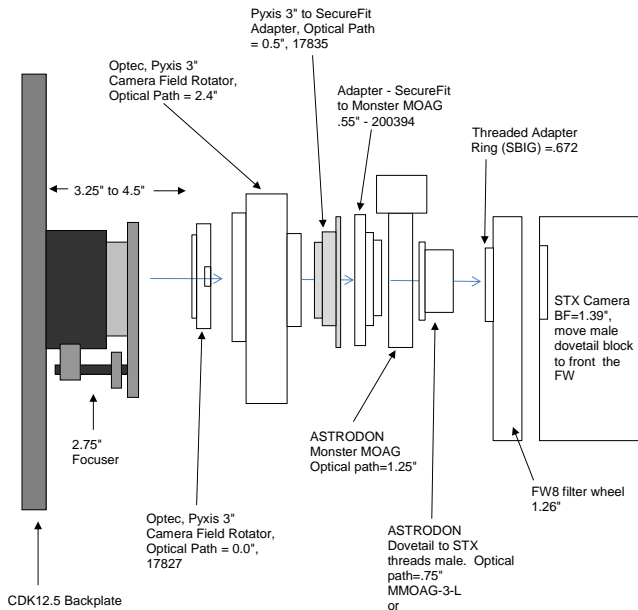 Pyxis 3" to SecureFit
Adapter, Optical Path
= 0.5", 17835
Optec, Pyxis 3"
Camera Field Rotator,
Optical Path = 2.4"
Adapter - SecureFit
to Monster MOAG
.55" - 200394
Threaded Adapter
Ring (SBIG) =.672
3.25" to 4.5"
STX Camera
BF=1.39",
move male
dovetail block
to front the
FW
2.75"
Focuser
ASTRODON
Monster MOAG
Optical path=1.25"
FW8 filter wheel
1.26"
Optec, Pyxis 3"
Camera Field Rotator,
Optical Path = 0.0",
17827
ASTRODON
Dovetail to STX
threads male. Optical
path=.75"
MMOAG-3-L
or
CDK12.5 Backplate